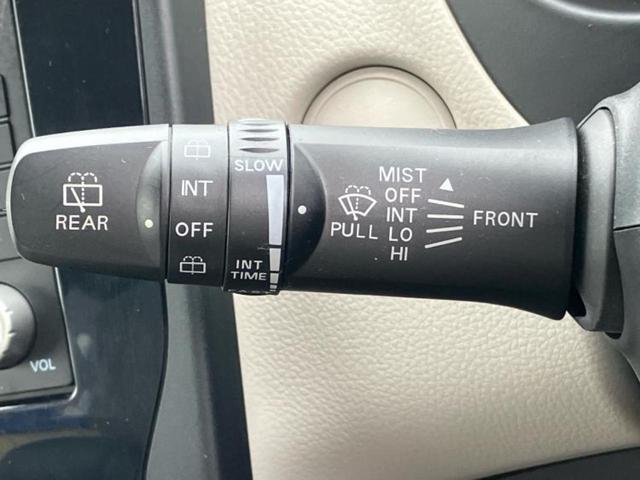 REAR
INT
OFF
SLOW
INT
TIME
PULL
MIST
OFF
INT
LO
HI
FRONT
VOL